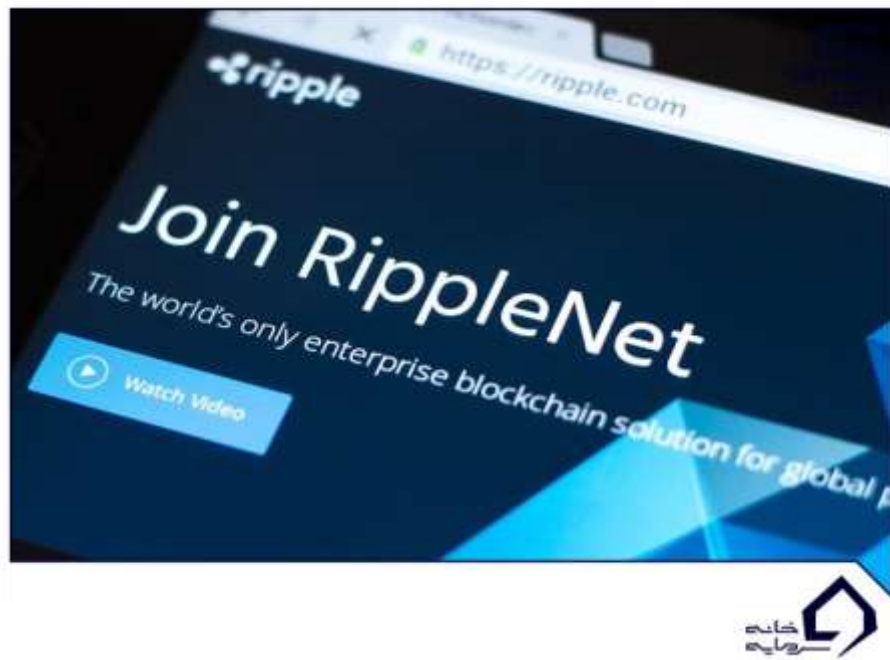 https://ripple.com
ripple
Join RippleNet
The world's only enterprise blockchain solution for global p
Watch Video
خانه
سرمایه